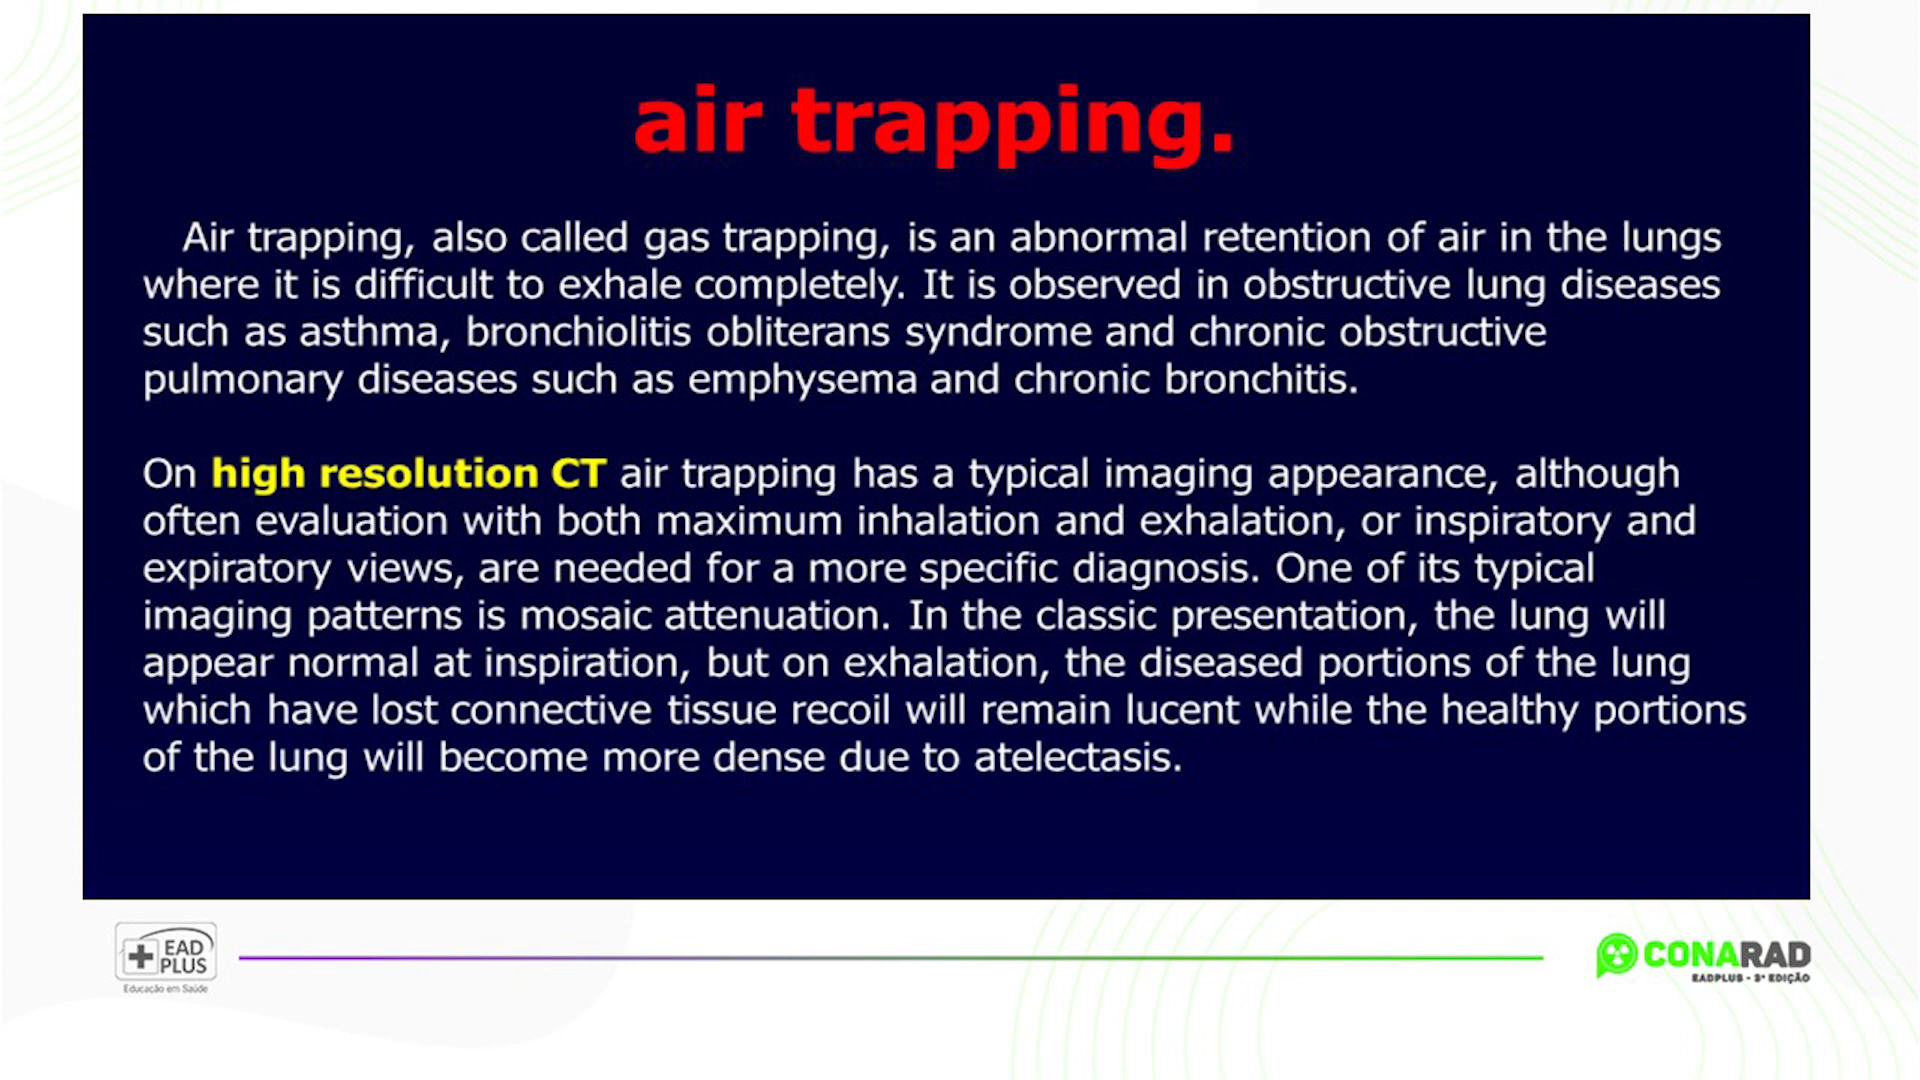 air trapping.
Air trapping, also called gas trapping, is an abnormal retention of air in the lungs
where it is difficult to exhale completely. It is observed in obstructive lung diseases
such as asthma, bronchiolitis obliterans syndrome and chronic obstructive
pulmonary diseases such as emphysema and chronic bronchitis.
On high resolution CT air trapping has a typical imaging appearance, although
often evaluation with both maximum inhalation and exhalation, or inspiratory and
expiratory views, are needed for a more specific diagnosis. One of its typical
imaging patterns is mosaic attenuation. In the classic presentation, the lung will
appear normal at inspiration, but on exhalation, the diseased portions of the lung
which have lost connective tissue recoil will remain lucent while the healthy portions
of the lung will become more dense due to atelectasis.
EAD
PLUS
Educação em Saúde
CONARAD
EADPLUS - 3ª EDIÇÃO